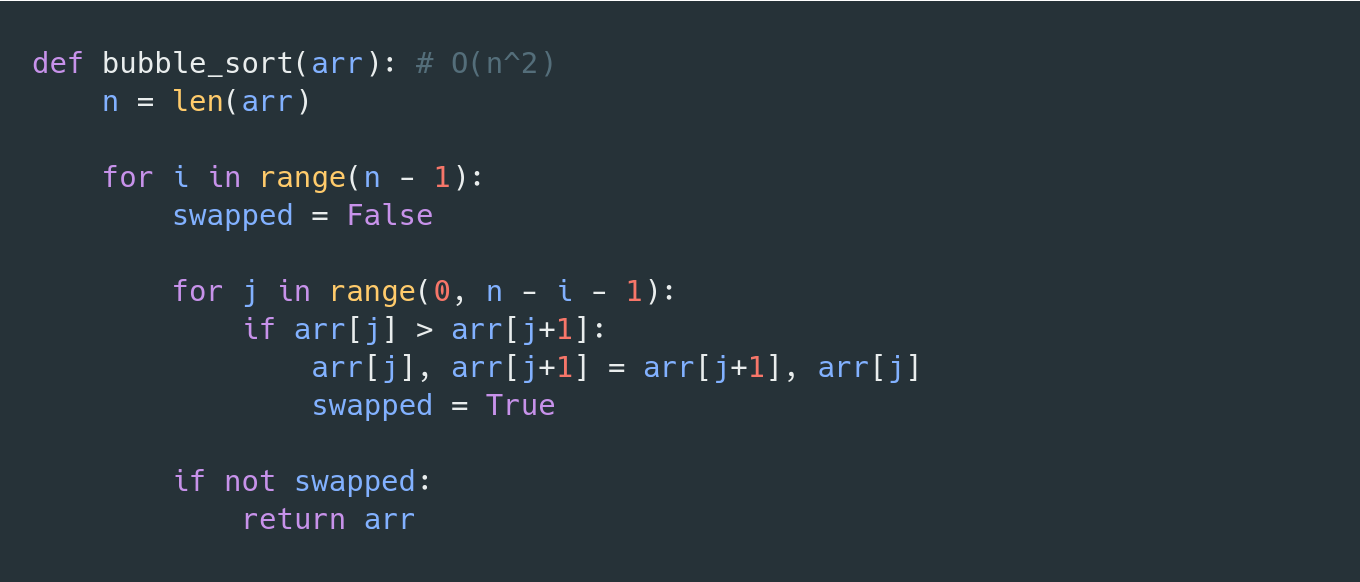 def bubble_sort(arr): # O(n^2)
    n = len(arr)

    for i in range(n - 1):
        swapped = False

        for j in range(0, n - i - 1):
            if arr[j] > arr[j+1]:
                arr[j], arr[j+1] = arr[j+1], arr[j]
                swapped = True

        if not swapped:
            return arr